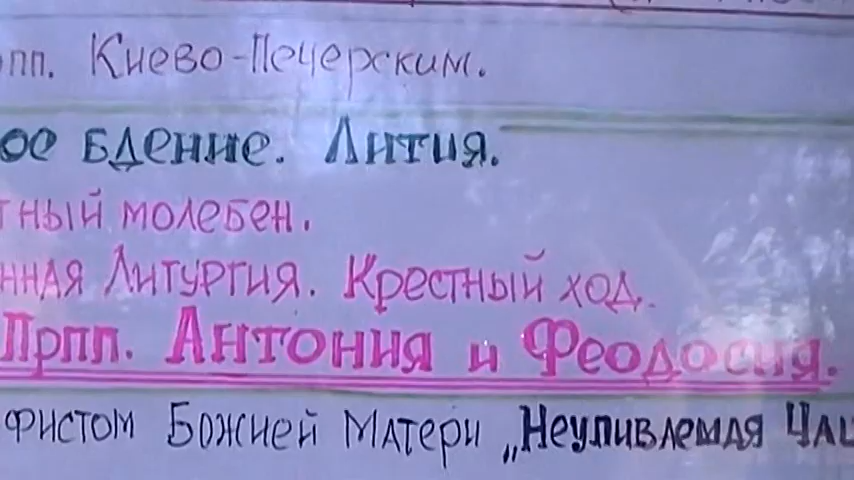 пп. Киево-Печерским.
ое бдение. Лития.
тный молебен.
нная Литургия. Крестный ход.
Прпп. Антония и Феодосия.
фистом Божией Матери „Неупиваемая Чаш